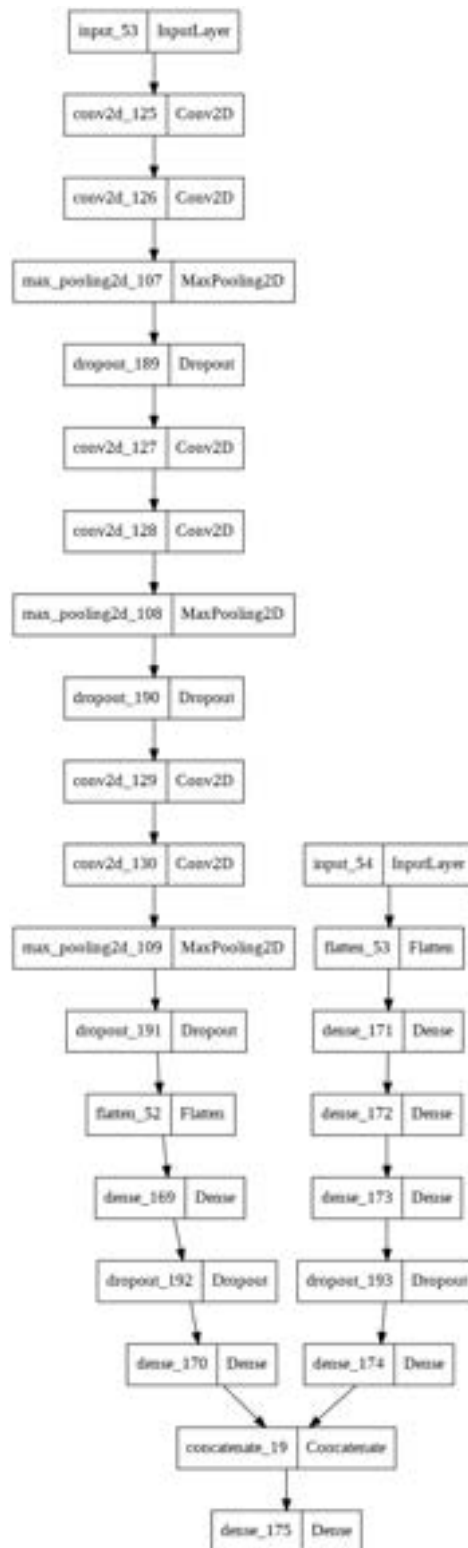 input_53 InputLayer
conv2d_125 Conv2D
conv2d_126 Conv2D
max_pooling2d_107 MaxPooling2D
dropout_189 Dropout
conv2d_127 Conv2D
conv2d_128 Conv2D
max_pooling2d_108 MaxPooling2D
dropout_190 Dropout
conv2d_129 Conv2D
conv2d_130 Conv2D
max_pooling2d_109 MaxPooling2D
dropout_191 Dropout
flatten_52 Flatten
dense_169 Dense
dropout_192 Dropout
dense_170 Dense
input_54 InputLayer
flatten_53 Flatten
dense_171 Dense
dense_172 Dense
dense_173 Dense
dropout_193 Dropout
dense_174 Dense
concatenate_19 Concatenate
dense_175 Dense